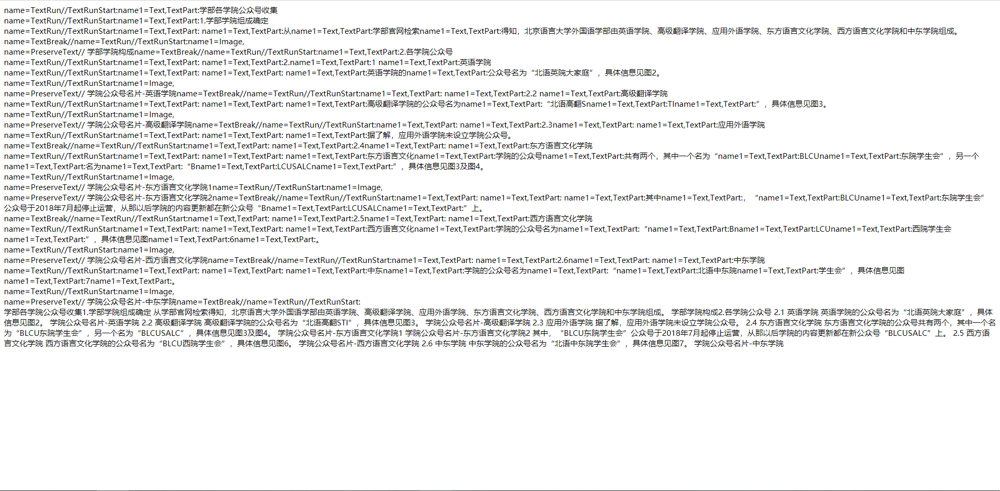 name=TextRun//TextRunStart:name1=Text,TextPart:学部各学院公众号收集
name=TextRun//TextRunStart:name1=Text,TextPart:1.学部学院组成确定
name=TextRun//TextRunStart:name1=Text,TextPart: name1=Text,TextPart:从name1=Text,TextPart:学部官网检索name1=Text,TextPart:得知，北京语言大学外国语学部由英语学院、高级翻译学院、应用外语学院、东方语言文化学院、西方语言文化学院和中东学院组成。
name=TextBreak//name=TextRun//TextRunStart:name1=Image,
name=PreserveText// 学部学院构成name=TextBreak//name=TextRun//TextRunStart:name1=Text,TextPart:2.各学院公众号
name=TextRun//TextRunStart:name1=Text,TextPart: name1=Text,TextPart:2.name1=Text,TextPart:1 name1=Text,TextPart:英语学院
name=TextRun//TextRunStart:name1=Text,TextPart: name1=Text,TextPart: name1=Text,TextPart:英语学院的name1=Text,TextPart:公众号名为“北语英院大家庭”，具体信息见图2。
name=TextRun//TextRunStart:name1=Image,
name=PreserveText// 学院公众号名片-英语学院name=TextBreak//name=TextRun//TextRunStart:name1=Text,TextPart: name1=Text,TextPart:2.2 name1=Text,TextPart:高级翻译学院
name=TextRun//TextRunStart:name1=Text,TextPart: name1=Text,TextPart: name1=Text,TextPart:高级翻译学院的公众号名为name1=Text,TextPart:“北语高翻Sname1=Text,TextPart:TIname1=Text,TextPart:”，具体信息见图3。
name=TextRun//TextRunStart:name1=Image,
name=PreserveText// 学院公众号名片-高级翻译学院name=TextBreak//name=TextRun//TextRunStart:name1=Text,TextPart: name1=Text,TextPart:2.3name1=Text,TextPart: name1=Text,TextPart:应用外语学院
name=TextRun//TextRunStart:name1=Text,TextPart: name1=Text,TextPart: name1=Text,TextPart:据了解，应用外语学院未设立学院公众号。
name=TextBreak//name=TextRun//TextRunStart:name1=Text,TextPart: name1=Text,TextPart:2.4name1=Text,TextPart: name1=Text,TextPart:东方语言文化学院
name=TextRun//TextRunStart:name1=Text,TextPart: name1=Text,TextPart: name1=Text,TextPart:东方语言文化name1=Text,TextPart:学院的公众号name1=Text,TextPart:共有两个，其中一个名为“name1=Text,TextPart:BLCUname1=Text,TextPart:东院学生会”，另一个
name1=Text,TextPart:名为name1=Text,TextPart:“Bname1=Text,TextPart:LCUSALCname1=Text,TextPart:”，具体信息见图3及图4。
name=TextRun//TextRunStart:name1=Image,
name=PreserveText// 学院公众号名片-东方语言文化学院1name=TextRun//TextRunStart:name1=Image,
name=PreserveText// 学院公众号名片-东方语言文化学院2name=TextBreak//name=TextRun//TextRunStart:name1=Text,TextPart: name1=Text,TextPart: name1=Text,TextPart:其中name1=Text,TextPart:，“name1=Text,TextPart:BLCUname1=Text,TextPart:东院学生会”
公众号于2018年7月起停止运营，从那以后学院的内容更新都在新公众号“Bname1=Text,TextPart:LCUSALCname1=Text,TextPart:”上。
name=TextBreak//name=TextRun//TextRunStart:name1=Text,TextPart: name1=Text,TextPart:2.5name1=Text,TextPart: name1=Text,TextPart:西方语言文化学院
name=TextRun//TextRunStart:name1=Text,TextPart: name1=Text,TextPart: name1=Text,TextPart:西方语言文化name1=Text,TextPart:学院的公众号名为name1=Text,TextPart:“name1=Text,TextPart:Bname1=Text,TextPart:LCUname1=Text,TextPart:西院学生会
name1=Text,TextPart:”，具体信息见图name1=Text,TextPart:6name1=Text,TextPart:。
name=TextRun//TextRunStart:name1=Image,
name=PreserveText// 学院公众号名片-西方语言文化学院name=TextBreak//name=TextRun//TextRunStart:name1=Text,TextPart: name1=Text,TextPart:2.6name1=Text,TextPart: name1=Text,TextPart:中东学院
name=TextRun//TextRunStart:name1=Text,TextPart: name1=Text,TextPart: name1=Text,TextPart:中东name1=Text,TextPart:学院的公众号名为name1=Text,TextPart:“name1=Text,TextPart:北语中东院name1=Text,TextPart:学生会”，具体信息见图
name1=Text,TextPart:7name1=Text,TextPart:。
name=TextRun//TextRunStart:name1=Image,
name=PreserveText// 学院公众号名片-中东学院name=TextBreak//name=TextRun//TextRunStart:
学部各学院公众号收集1.学部学院组成确定 从学部官网检索得知，北京语言大学外国语学部由英语学院、高级翻译学院、应用外语学院、东方语言文化学院、西方语言文化学院和中东学院组成。 学部学院构成2.各学院公众号 2.1 英语学院 英语学院的公众号名为“北语英院大家庭”，具体
信息见图2。 学院公众号名片-英语学院 2.2 高级翻译学院 高级翻译学院的公众号名为“北语高翻STI”，具体信息见图3。 学院公众号名片-高级翻译学院 2.3 应用外语学院 据了解，应用外语学院未设立学院公众号。 2.4 东方语言文化学院 东方语言文化学院的公众号共有两个，其中一个名
为“BLCU东院学生会”，另一个名为“BLCUSALC”，具体信息见图3及图4。 学院公众号名片-东方语言文化学院1 学院公众号名片-东方语言文化学院2 其中，“BLCU东院学生会”公众号于2018年7月起停止运营，从那以后学院的内容更新都在新公众号“BLCUSALC”上。 2.5 西方语
言文化学院 西方语言文化学院的公众号名为“BLCU西院学生会”，具体信息见图6。 学院公众号名片-西方语言文化学院 2.6 中东学院 中东学院的公众号名为“北语中东院学生会”，具体信息见图7。 学院公众号名片-中东学院